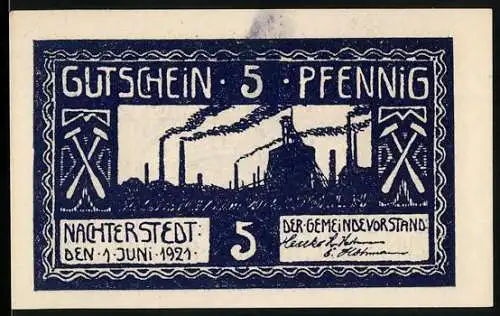 GUTSCHEIN · 5 · PFENNIG
NACHTERSTEDT:
DEN · 1 · JUNI · 1921 ·
5
DER · GEMEINDEVORSTAND